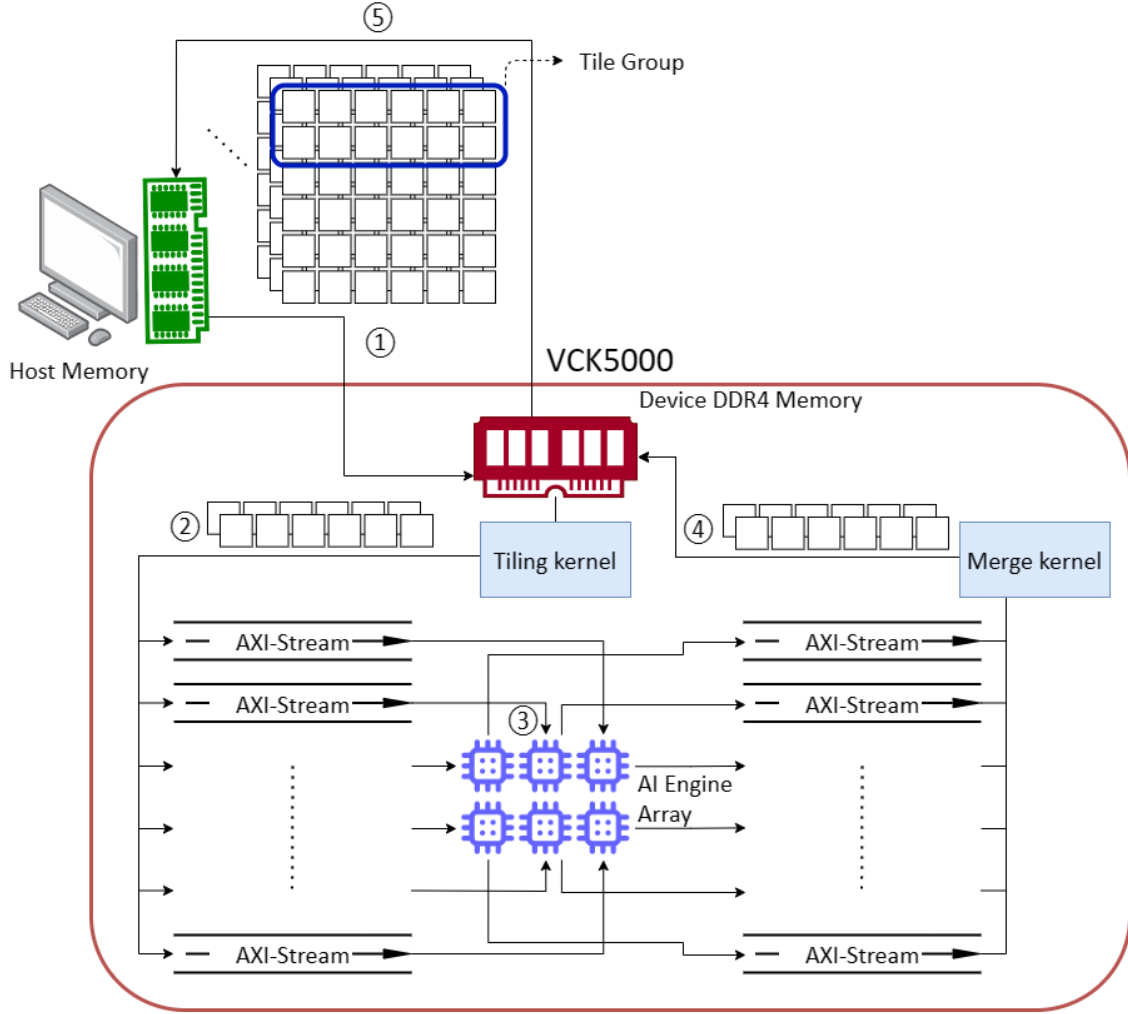 ⑤
Tile Group
①
Host Memory
VCK5000
Device DDR4 Memory
②
④
Tiling kernel
Merge kernel
AXI-Stream
AXI-Stream
AXI-Stream
AXI-Stream
③
AI Engine
Array
AXI-Stream
AXI-Stream